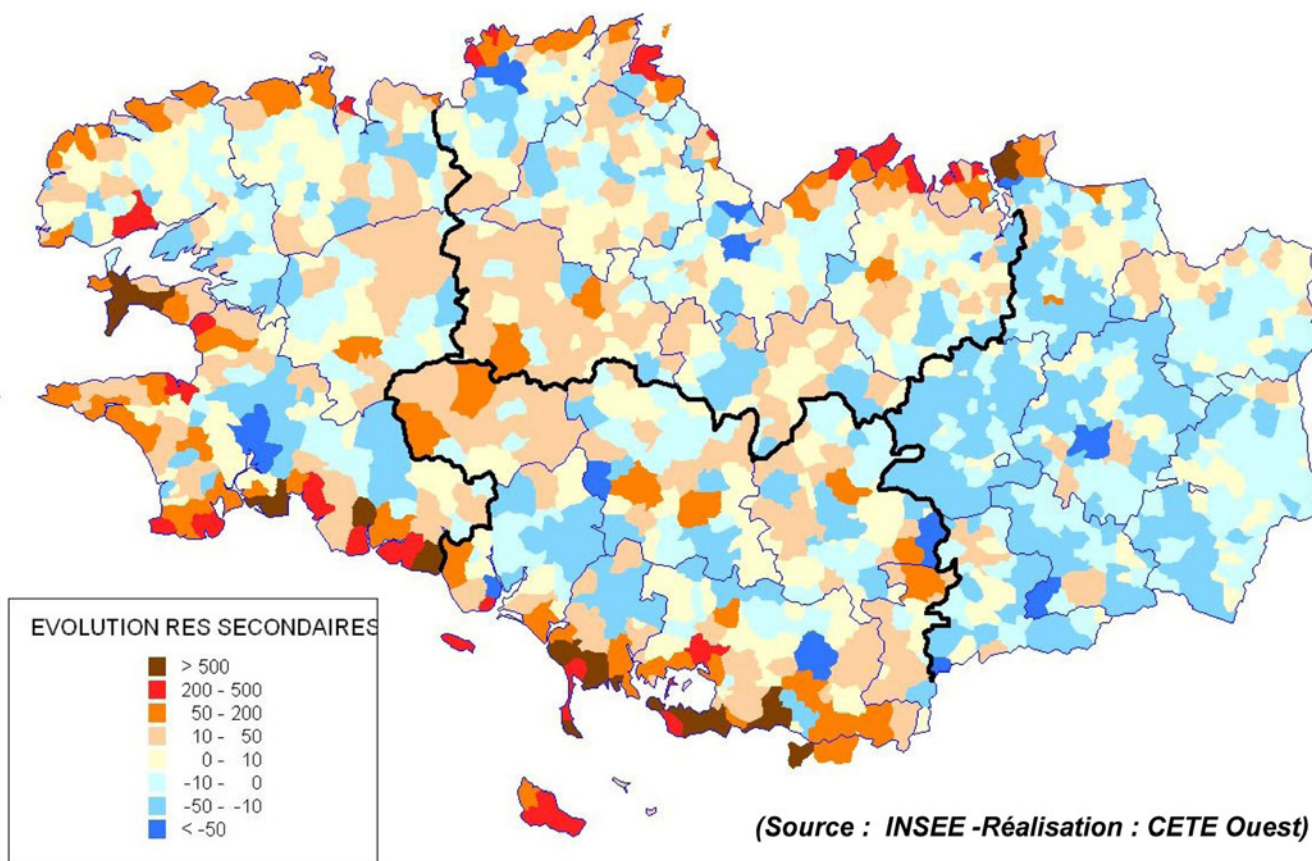 EVOLUTION RES SECONDAIRES
> 500
200 - 500
50 - 200
10 - 50
0 - 10
-10 - 0
-50 - -10
< -50
(Source : INSEE -Réalisation : CETE Ouest)